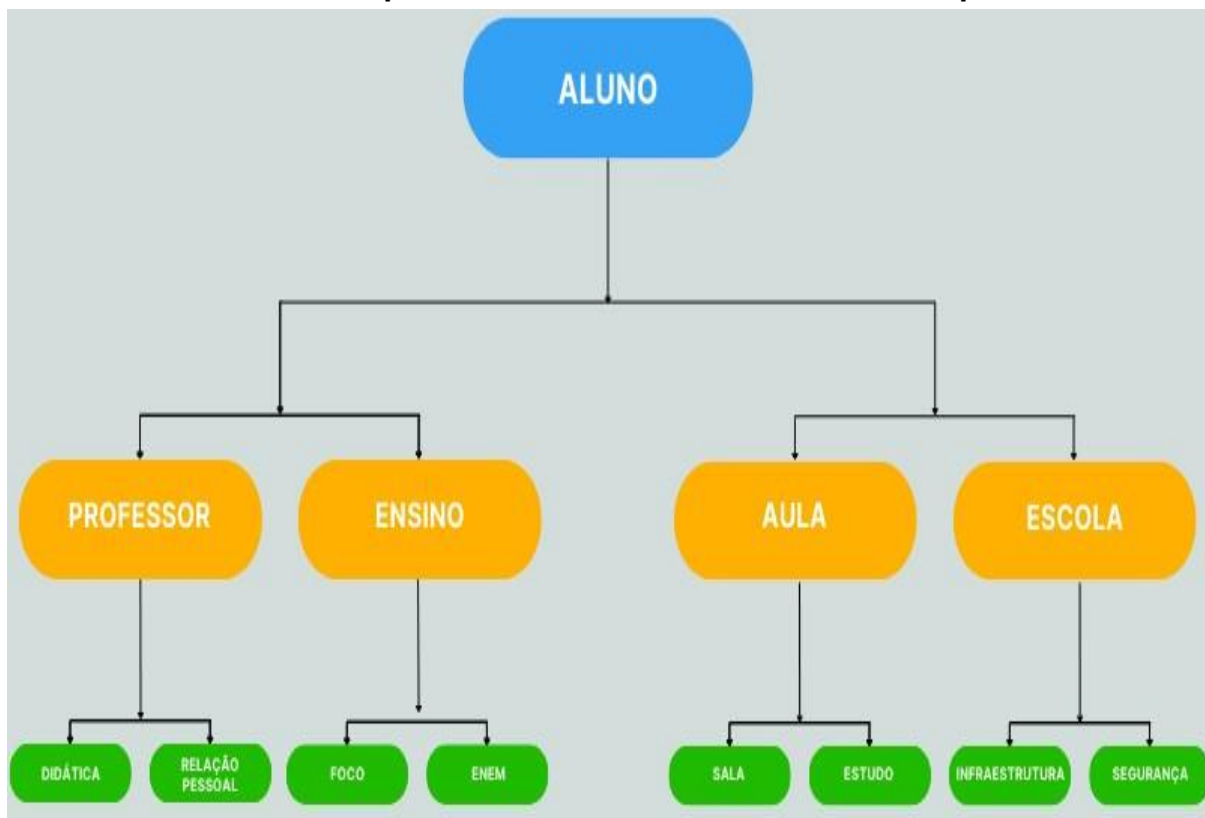 ALUNO
PROFESSOR
ENSINO
AULA
ESCOLA
DIDÁTICA
RELAÇÃO
PESSOAL
FOCO
ENEM
SALA
ESTUDO
INFRAESTRUTURA
SEGURANÇA